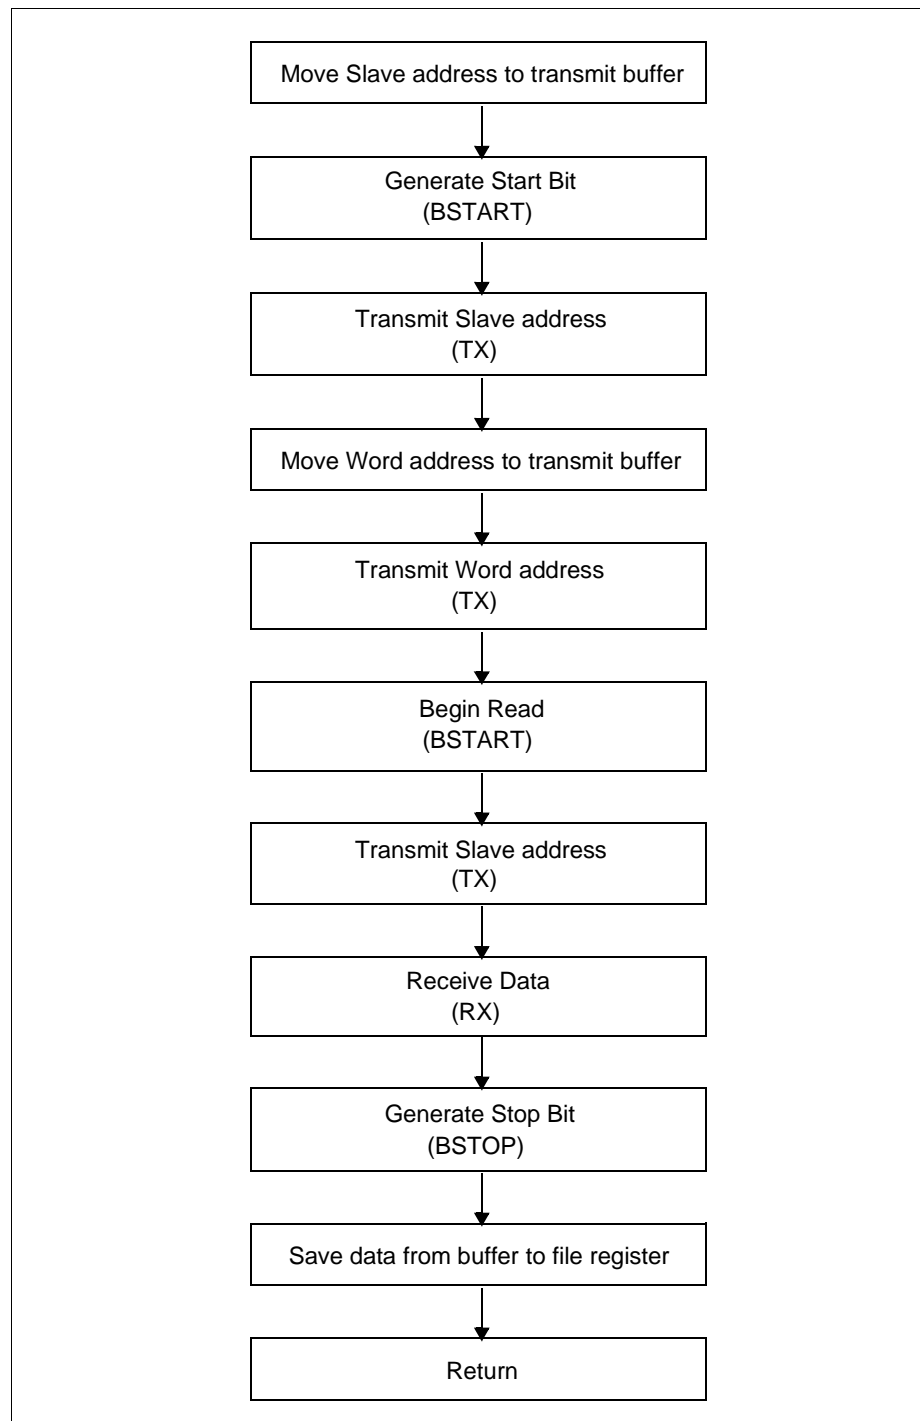 Move Slave address to transmit buffer
Generate Start Bit
(BSTART)
Transmit Slave address
(TX)
Move Word address to transmit buffer
Transmit Word address
(TX)
Begin Read
(BSTART)
Transmit Slave address
(TX)
Receive Data
(RX)
Generate Stop Bit
(BSTOP)
Save data from buffer to file register
Return